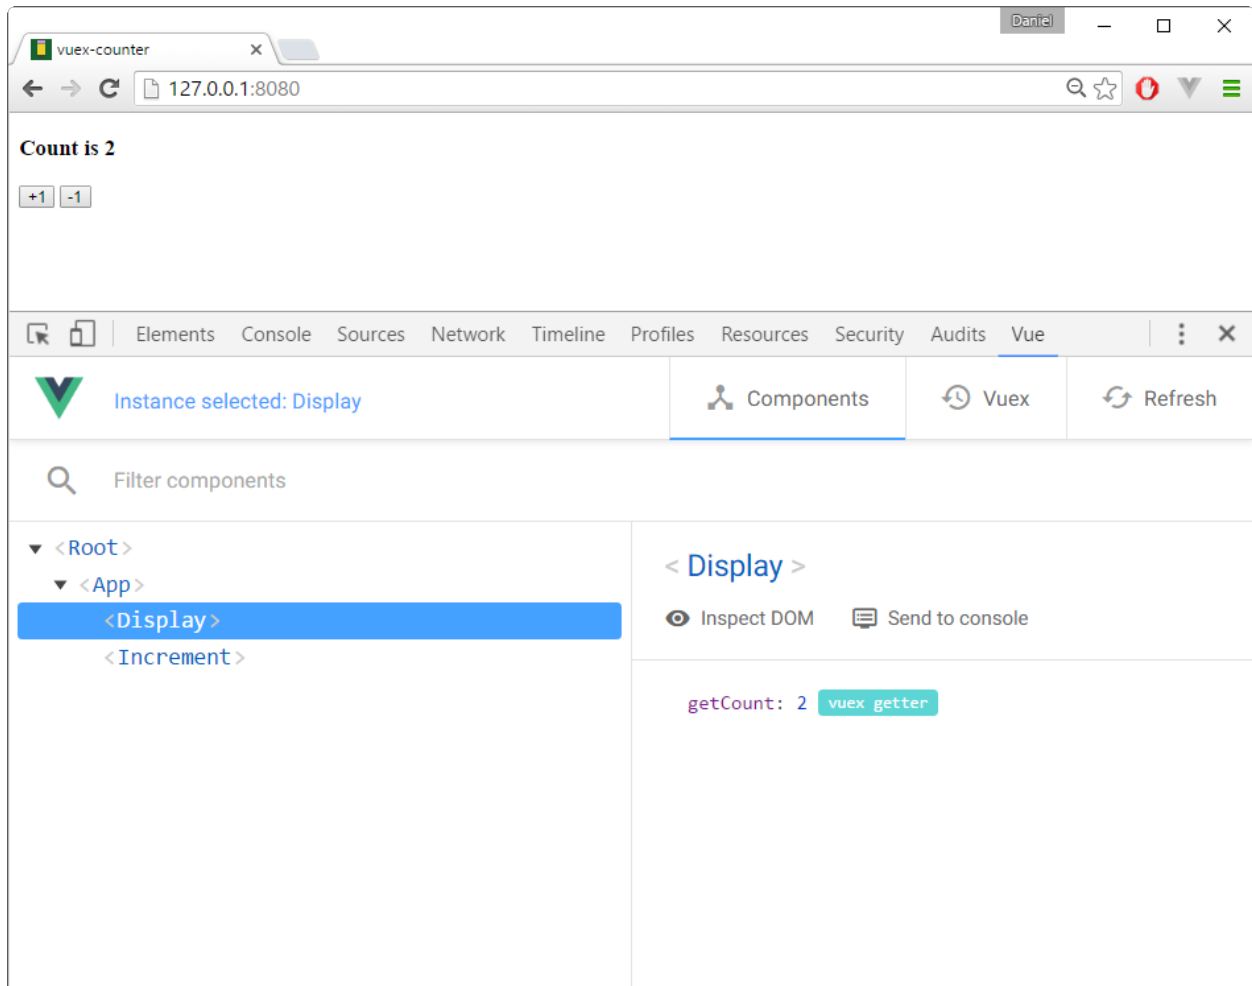 Daniel
vuex-counter
127.0.0.1:8080
Count is 2
+1 -1
Elements Console Sources Network Timeline Profiles Resources Security Audits Vue
Instance selected: Display Components Vuex Refresh
Filter components
<Root>
<App>
<Display>
<Increment>
< Display >
Inspect DOM Send to console
getCount: 2 vuex getter